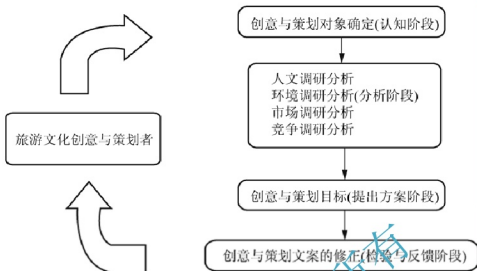 创意与策划对象确定(认知阶段)
人文调研分析
环境调研分析(分析阶段)
市场调研分析
竞争调研分析
旅游文化创意与策划者
创意与策划目标(提出方案阶段)
创意与策划文案的修正(检验与反馈阶段)
有